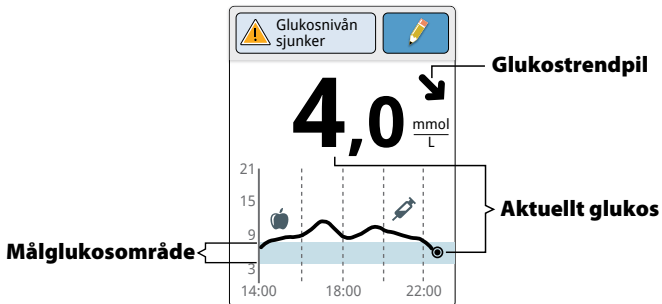 Glukosnivån
sjunker
Glukostrendpil
4,0 mmol
L
21
15
9
3
Aktuellt glukos
Målglukosområde
14:00 18:00 22:00